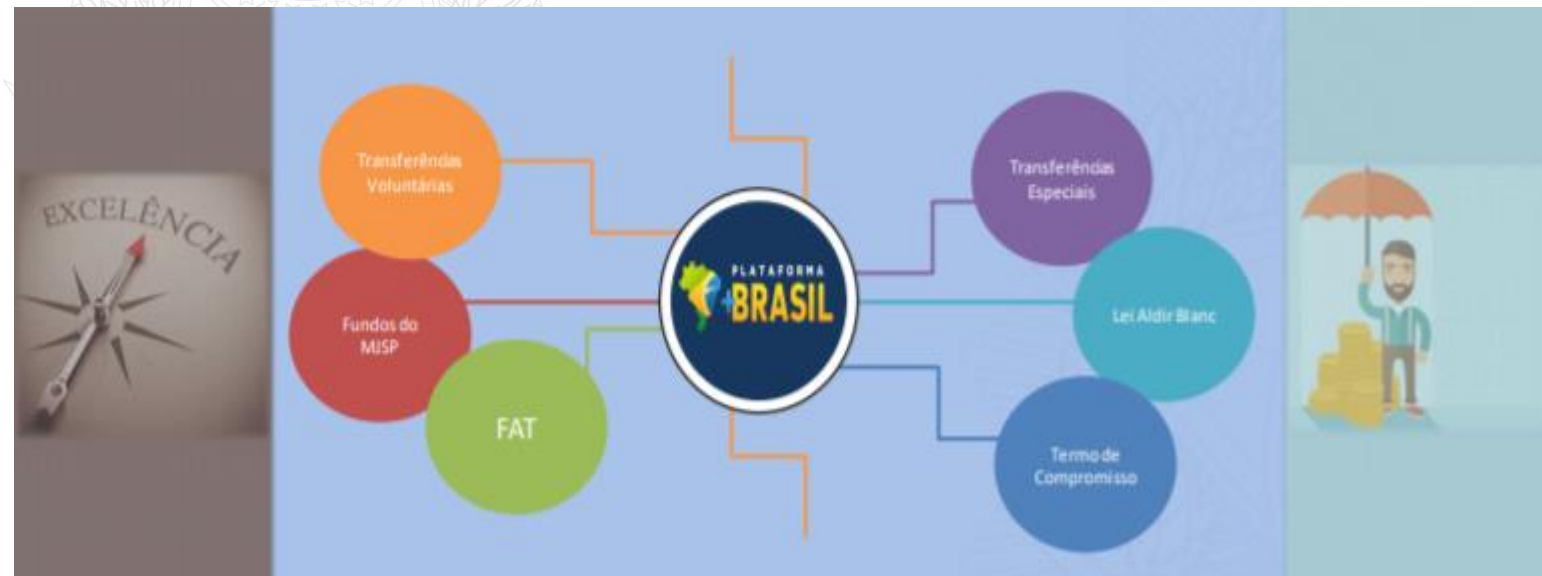 EXCELÊNCIA
Transferências
Voluntárias
Fundos do
MJSP
FAT
PLATAFORMA
+BRASIL
Transferências
Especiais
Lei Aldir Blanc
Termo de
Compromisso